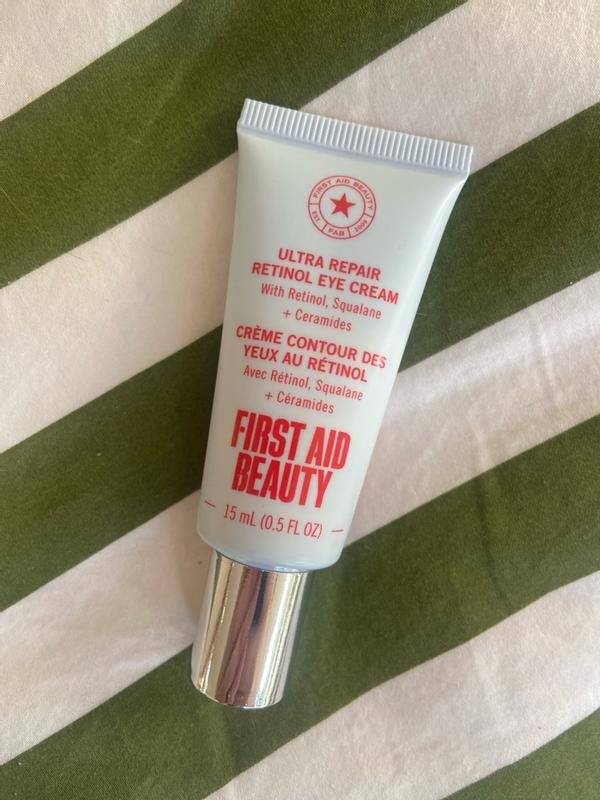 FIRST AID BEAUTY
EST. FAB 2009
ULTRA REPAIR
RETINOL EYE CREAM
With Retinol, Squalane
+ Ceramides
CRÈME CONTOUR DES
YEUX AU RÉTINOL
Avec Rétinol, Squalane
+ Céramides
FIRST AID
BEAUTY
15 mL (0.5 FL OZ)